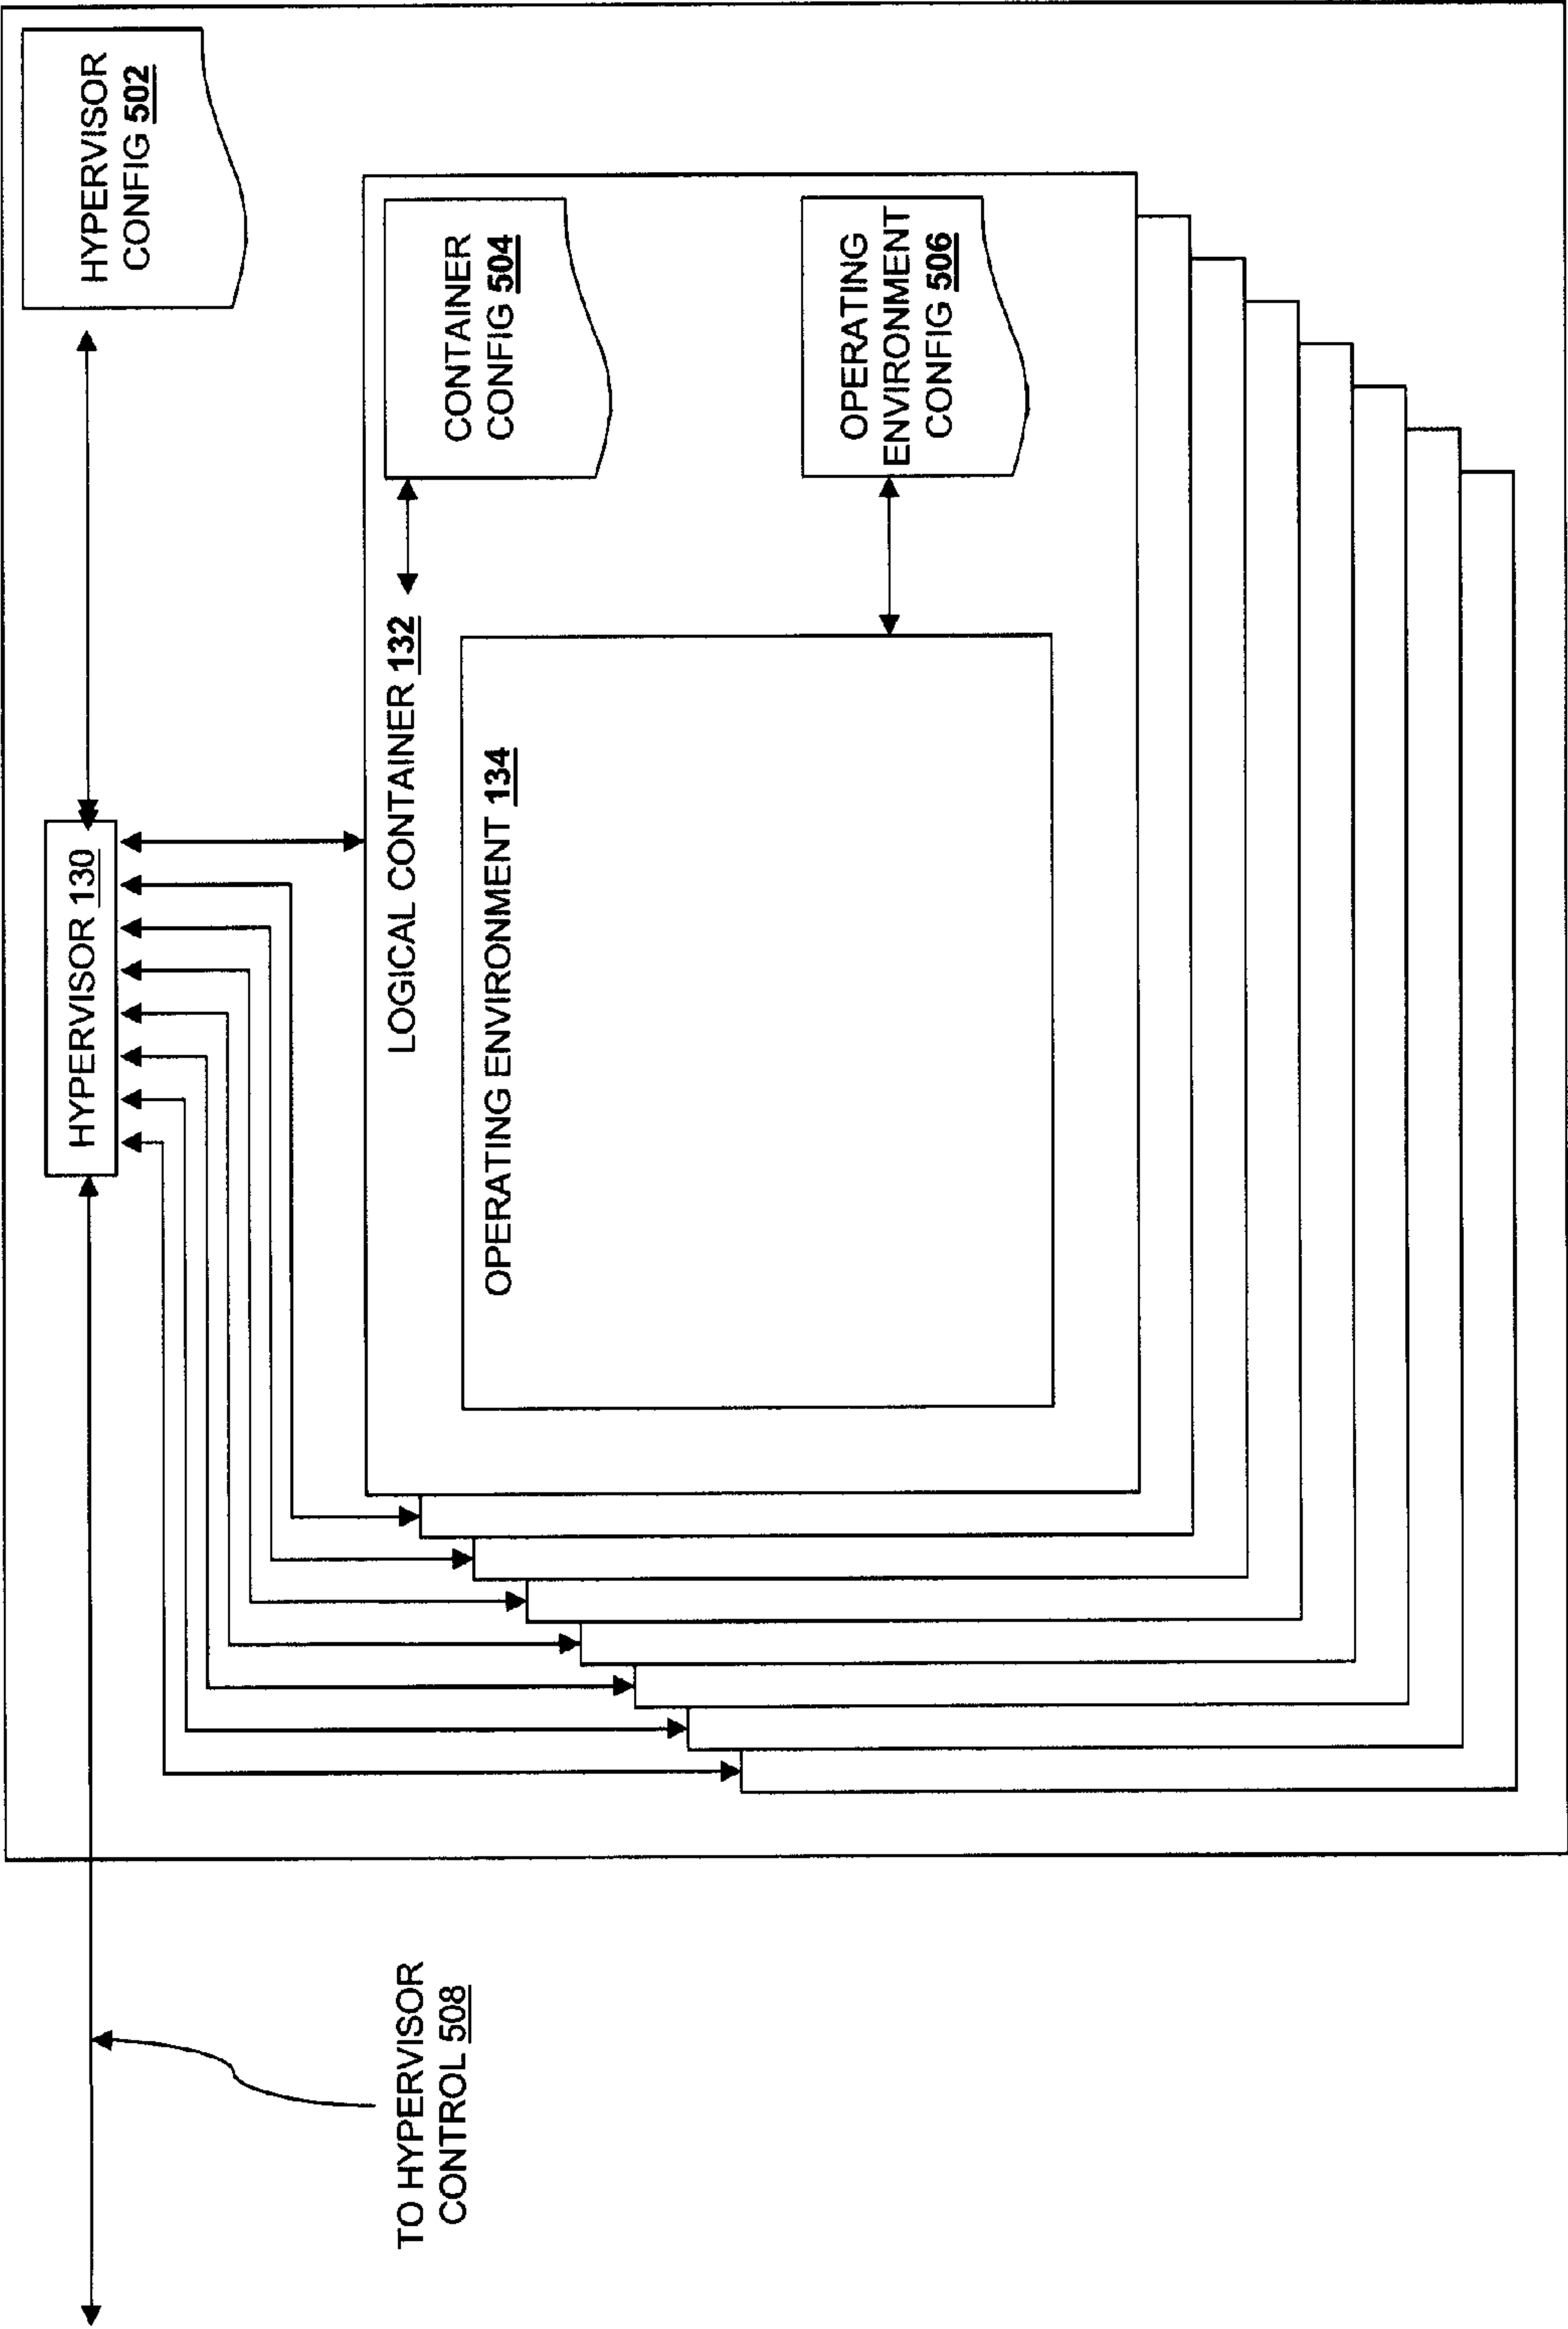 HYPERVISOR
CONFIG 502
HYPERVISOR 130
CONTAINER
CONFIG 504
LOGICAL CONTAINER 132
OPERATING
ENVIRONMENT
CONFIG 506
OPERATING ENVIRONMENT 134
TO HYPERVISOR
CONTROL 508